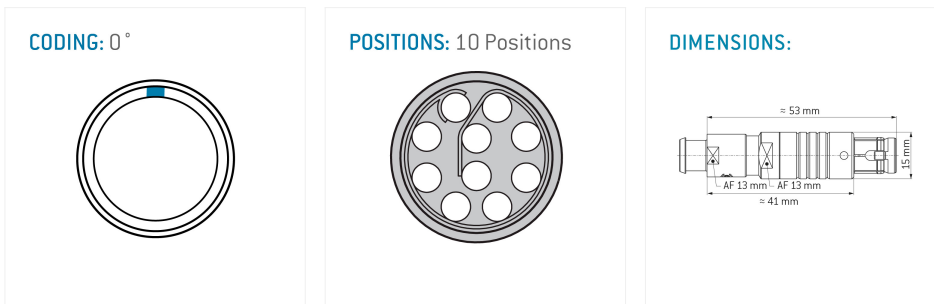 CODING: 0°
POSITIONS: 10 Positions
DIMENSIONS:
≈ 53 mm
15 mm
AF 13 mm
AF 13 mm
≈ 41 mm